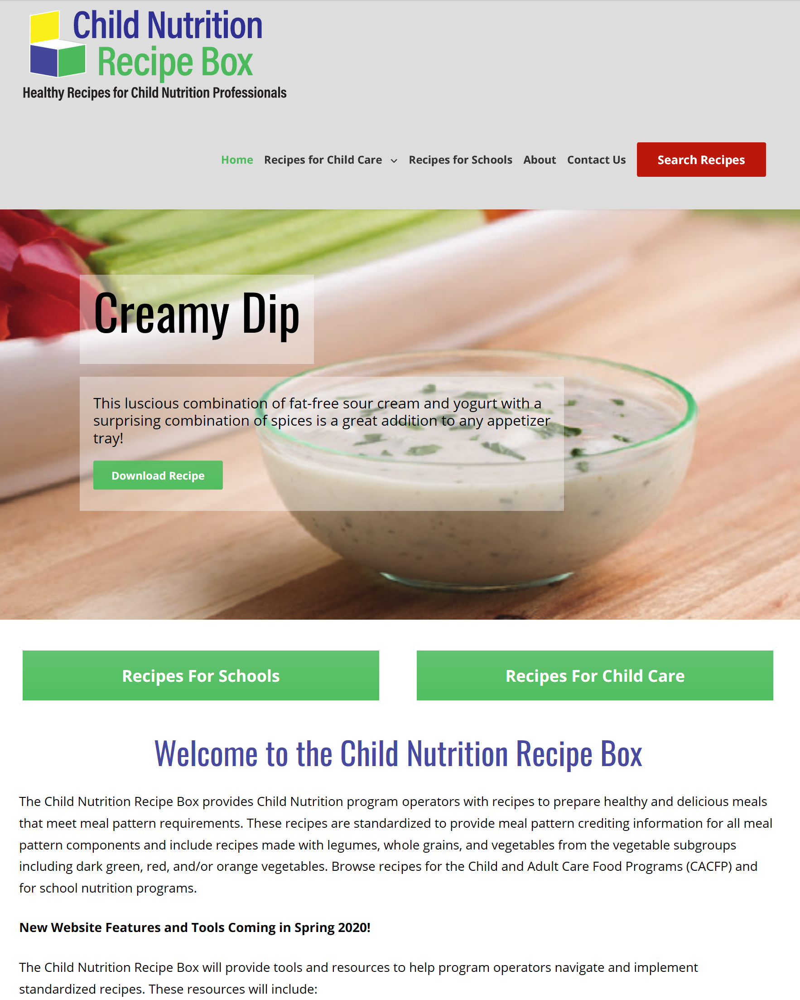 Child Nutrition
Recipe Box
Healthy Recipes for Child Nutrition Professionals
Home Recipes for Child Care Recipes for Schools About Contact Us Search Recipes
Creamy Dip
This luscious combination of fat-free sour cream and yogurt with a
surprising combination of spices is a great addition to any appetizer
tray!
Download Recipe
Recipes For Schools Recipes For Child Care
Welcome to the Child Nutrition Recipe Box
The Child Nutrition Recipe Box provides Child Nutrition program operators with recipes to prepare healthy and delicious meals
that meet meal pattern requirements. These recipes are standardized to provide meal pattern crediting information for all meal
pattern components and include recipes made with legumes, whole grains, and vegetables from the vegetable subgroups
including dark green, red, and/or orange vegetables. Browse recipes for the Child and Adult Care Food Programs (CACFP) and
for school nutrition programs.
New Website Features and Tools Coming in Spring 2020!
The Child Nutrition Recipe Box will provide tools and resources to help program operators navigate and implement
standardized recipes. These resources will include: